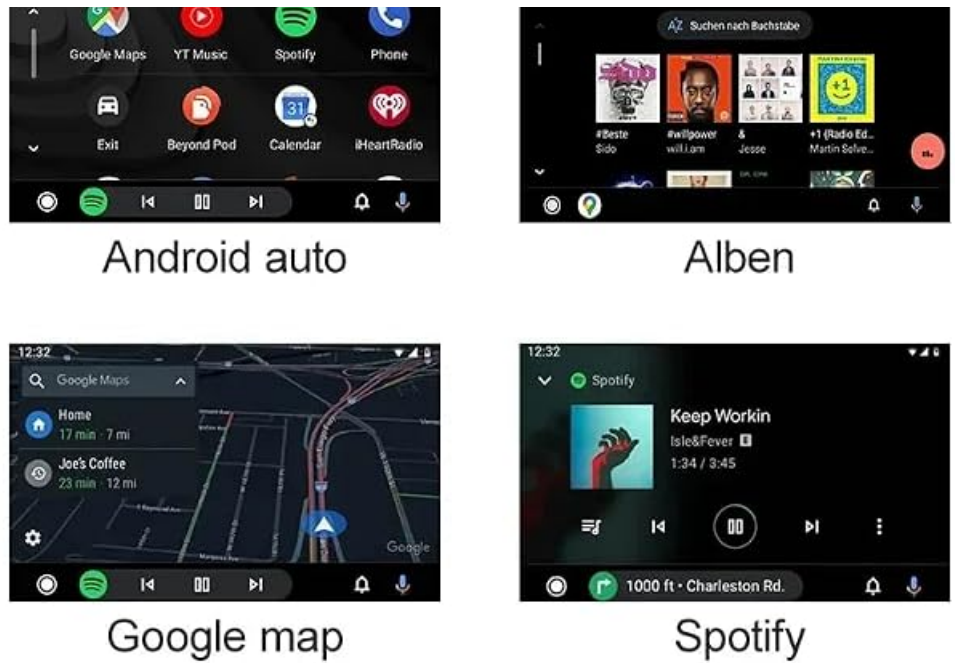 Google Maps YT Music Spotify Phone
31
Exit Beyond Pod Calendar iHeartRadio
Android auto
AZ Suchen nach Buchstabe
+1
#Beste #willpower & +1 (Radio Ed...
Sido will.i.am Jesse Martin Solve...
Alben
12:32
Google Maps
Home
17 min · 7 mi
Joe's Coffee
23 min · 12 mi
Google
Google map
12:32
Spotify
Keep Workin
Isle&Fever E
1:34 / 3:45
1000 ft • Charleston Rd.
Spotify